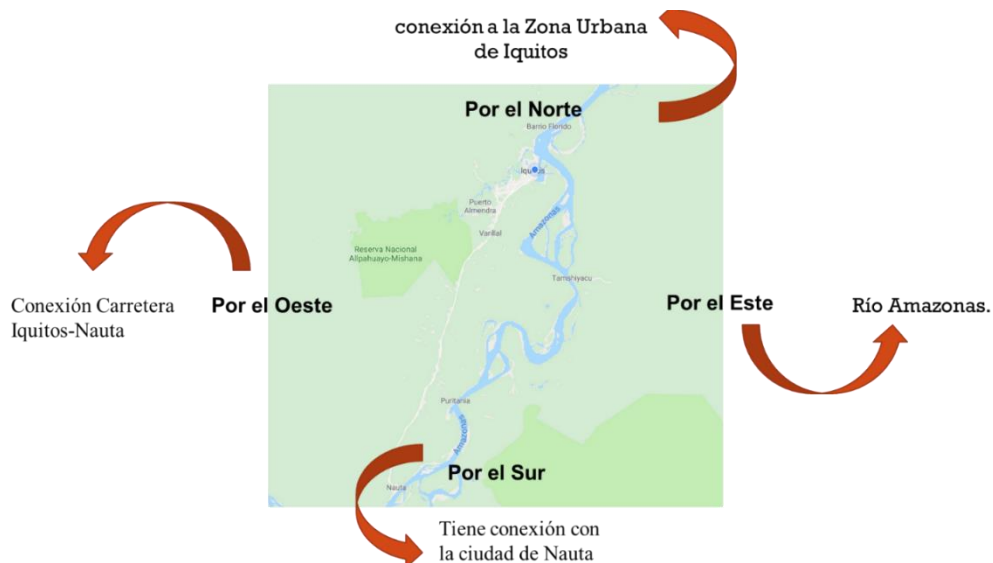 conexión a la Zona Urbana
de Iquitos
Por el Norte
Barrio Florido
Iquitos
Puerto
Almendra
Amazonas
Varillal
Reserva Nacional
Allpahuayo-Mishana
Tamshiyacu
Conexión Carretera
Iquitos-Nauta
Por el Oeste
Por el Este
Río Amazonas.
Puritania
Amazonas
Por el Sur
Nauta
Tiene conexión con
la ciudad de Nauta